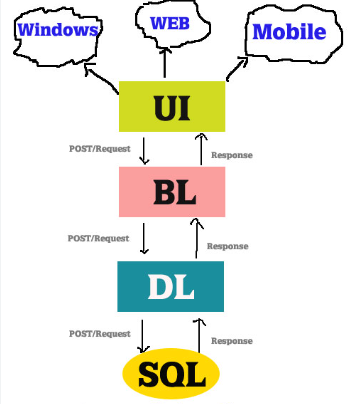 Windows
WEB
Mobile
UI
POST/Request
Response
BL
POST/Request
Response
DL
POST/Request
Response
SQL